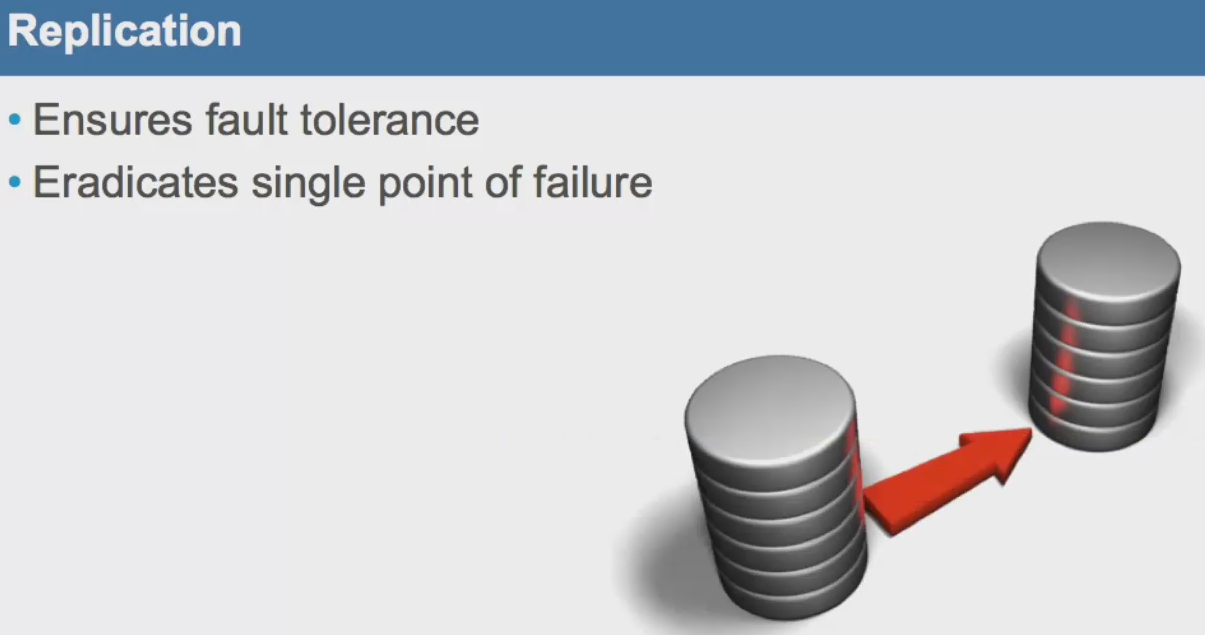 Replication
• Ensures fault tolerance
• Eradicates single point of failure